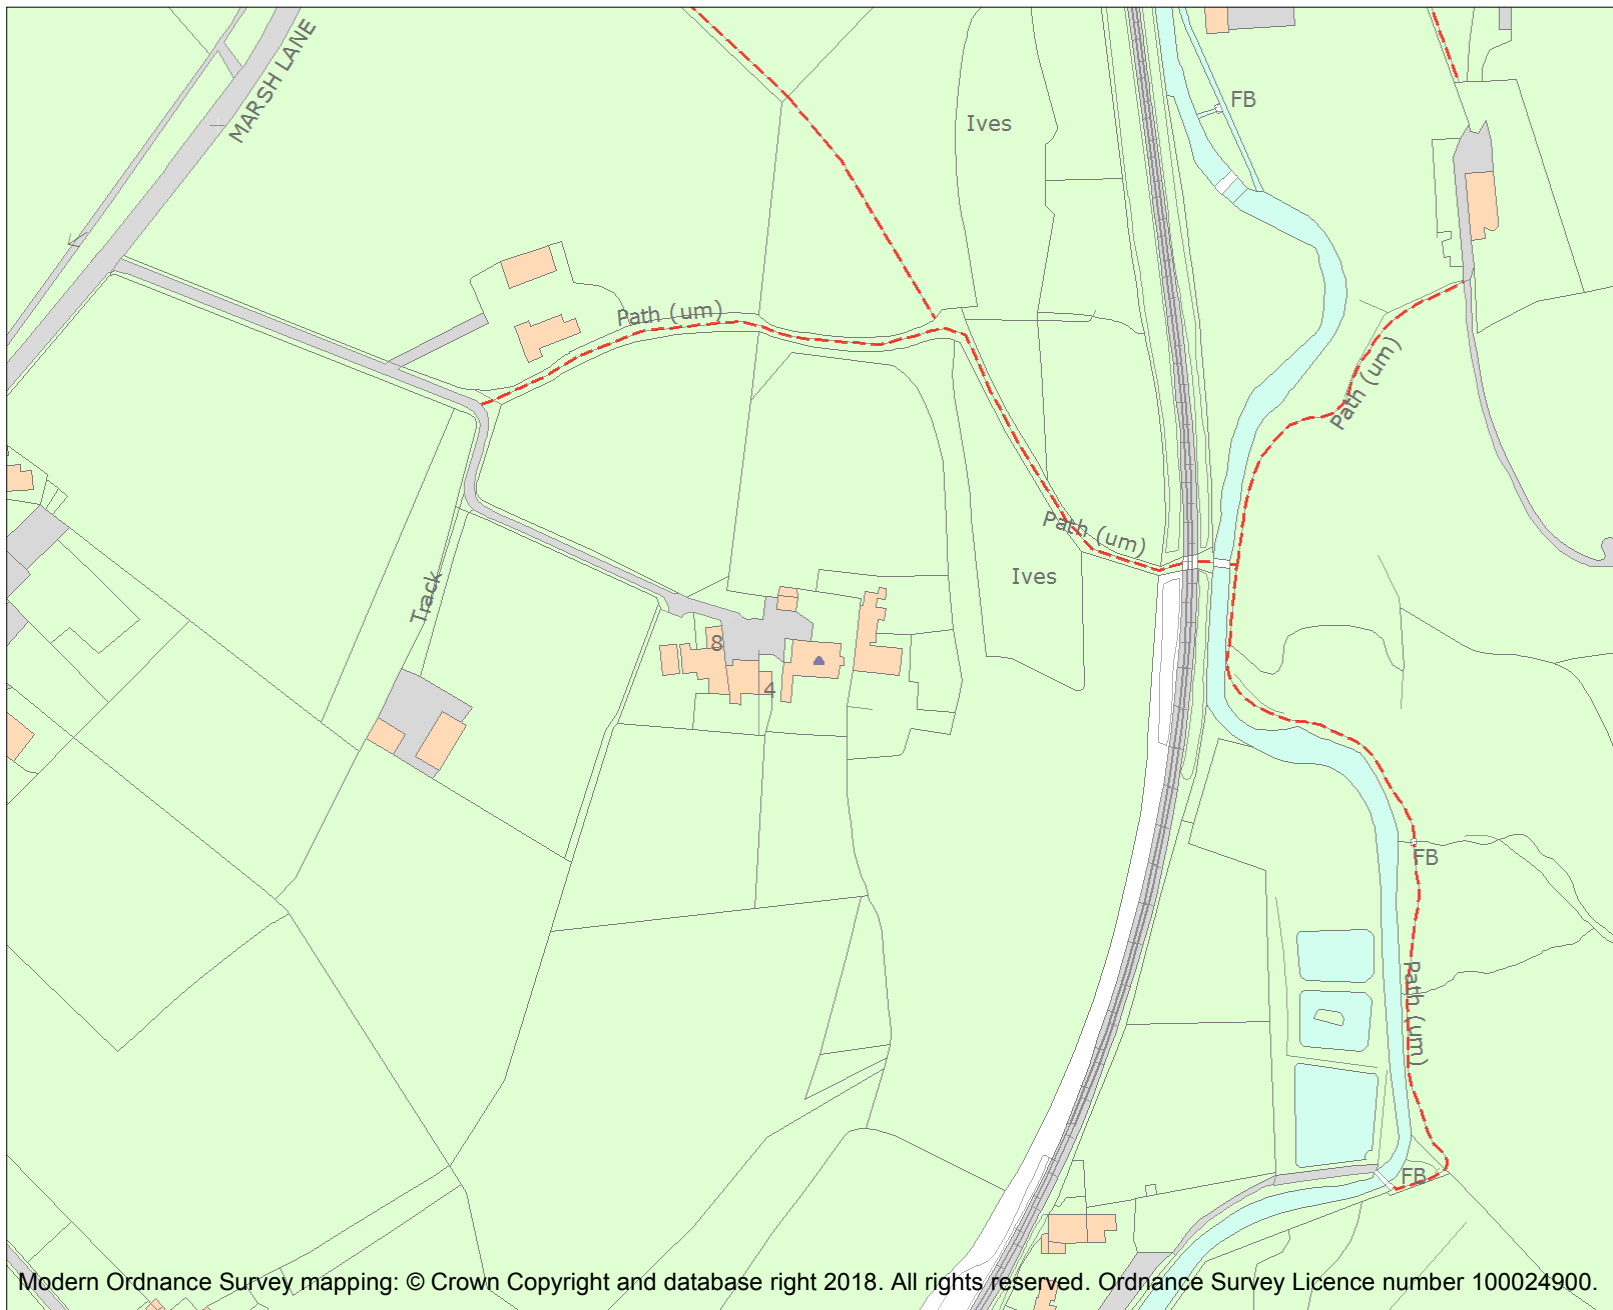 MARSH LANE
FB
Ives
Path (um)
Path (um)
Path (um)
Ives
Track
8
4
FB
Path (um)
FB
Modern Ordnance Survey mapping: © Crown Copyright and database right 2018. All rights reserved. Ordnance Survey Licence number 100024900.